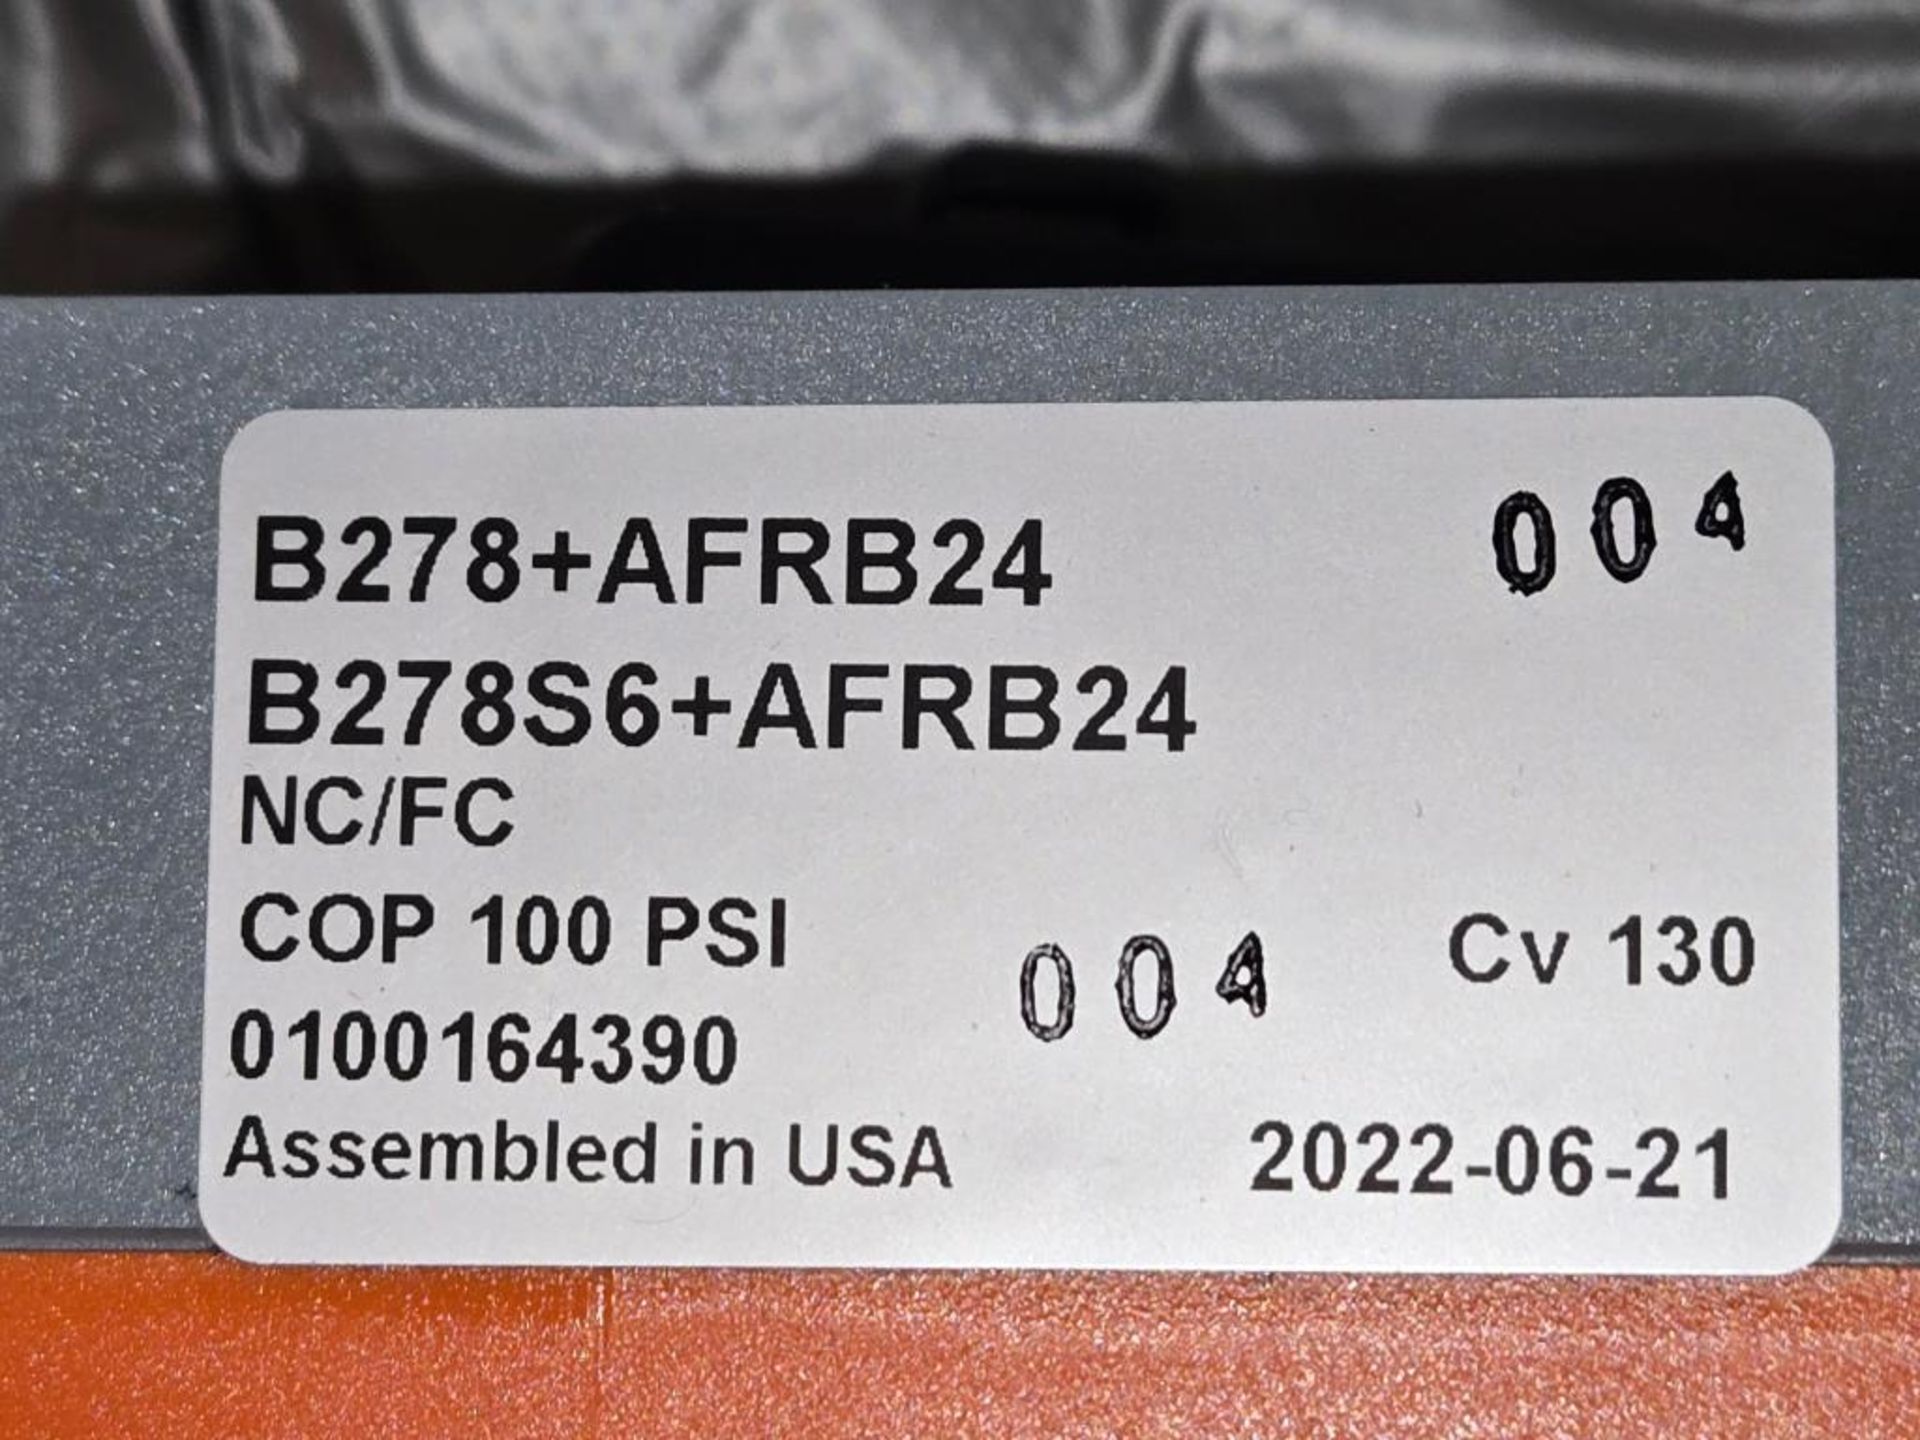 B278+AFRB24 004
B278S6+AFRB24
NC/FC
COP 100 PSI 004 Cv 130
0100164390
Assembled in USA 2022-06-21